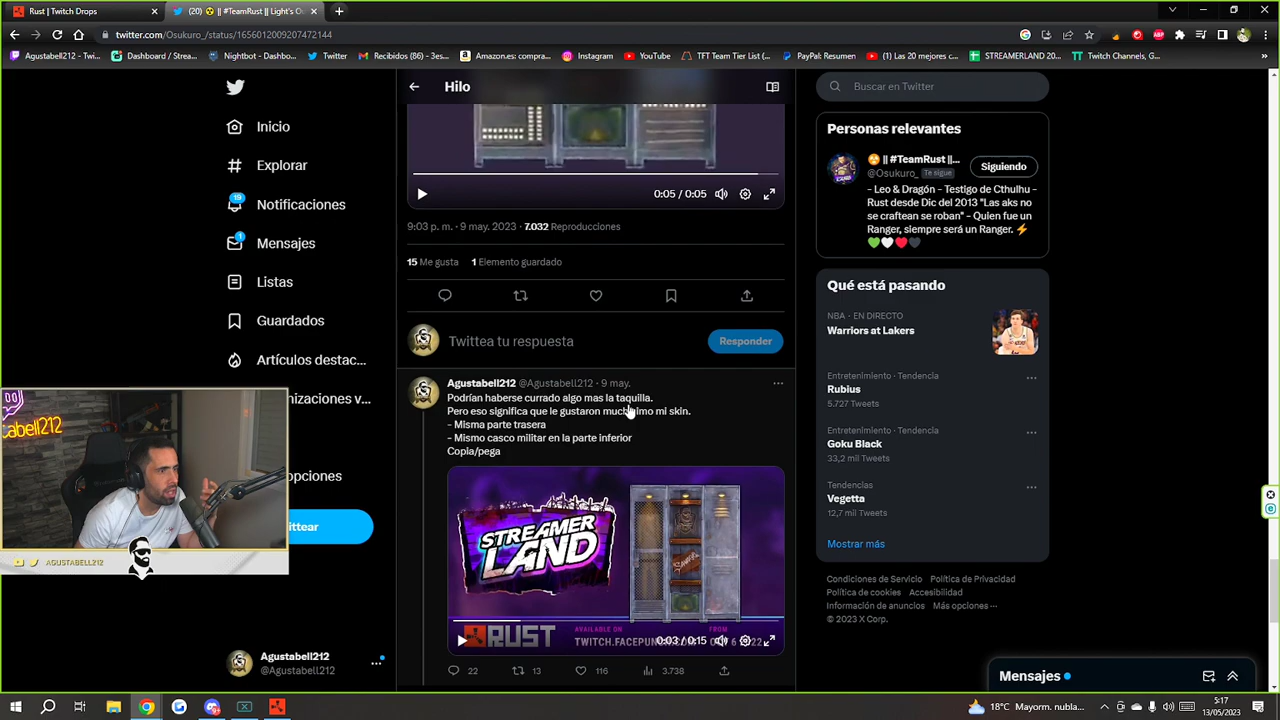 Rust | Twitch Drops
(20) || #TeamRust || Light's O
twitter.com/Osukuro_/status/1656012009207472144
Agustabell212 - Twi...
Dashboard / Strea...
Nightbot - Dashbo...
Twitter
Recibidos (6) - 3es...
Amazon.es: compra...
Instagram
YouTube
TFT Team Tier List (...
PayPal: Resumen
(1) Las 20 mejores c...
STREAMERLAND 20...
Twitch Channels, G...
Hilo
Buscar en Twitter
Inicio
Explorar
19
Notificaciones
1
Mensajes
Listas
Guardados
Artículos destac...
nizaciones v...
opciones
ttear
tabell
AGUSTABELL212
Agustabell212
@Agustabell212
0:05 / 0:05
9:03 p. m. · 9 may. 2023 · 7.032 Reproducciones
15 Me gusta 1 Elemento guardado
Twittea tu respuesta
Responder
Agustabell212 @Agustabell212 · 9 may.
Podrían haberse currado algo mas la taquilla.
Pero eso significa que le gustaron muchísimo mi skin.
- Misma parte trasera
- Mismo casco militar en la parte inferior
Copia/pega
STREAMER
LAND
RUST
AVAILABLE ON
FROM
TWITCH.FACEPUN
0:03 / 0:15
22
13
116
3.738
Personas relevantes
|| #TeamRust ||...
@Osukuro_ Te sigue
Siguiendo
- Leo & Dragón - Testigo de Cthulhu -
Rust desde Dic del 2013 "Las aks no
se craftean se roban" - Quien fue un
Ranger, siempre será un Ranger.
Qué está pasando
NBA · EN DIRECTO
Warriors at Lakers
Entretenimiento · Tendencia
Rubius
5.727 Tweets
Entretenimiento · Tendencia
Goku Black
33,2 mil Tweets
Tendencias
Vegetta
12,7 mil Tweets
Mostrar más
Condiciones de Servicio Política de Privacidad
Política de cookies Accesibilidad
Información de anuncios Más opciones
© 2023 X Corp.
Mensajes
18°C Mayorm. nubla...
5:17
13/05/2023